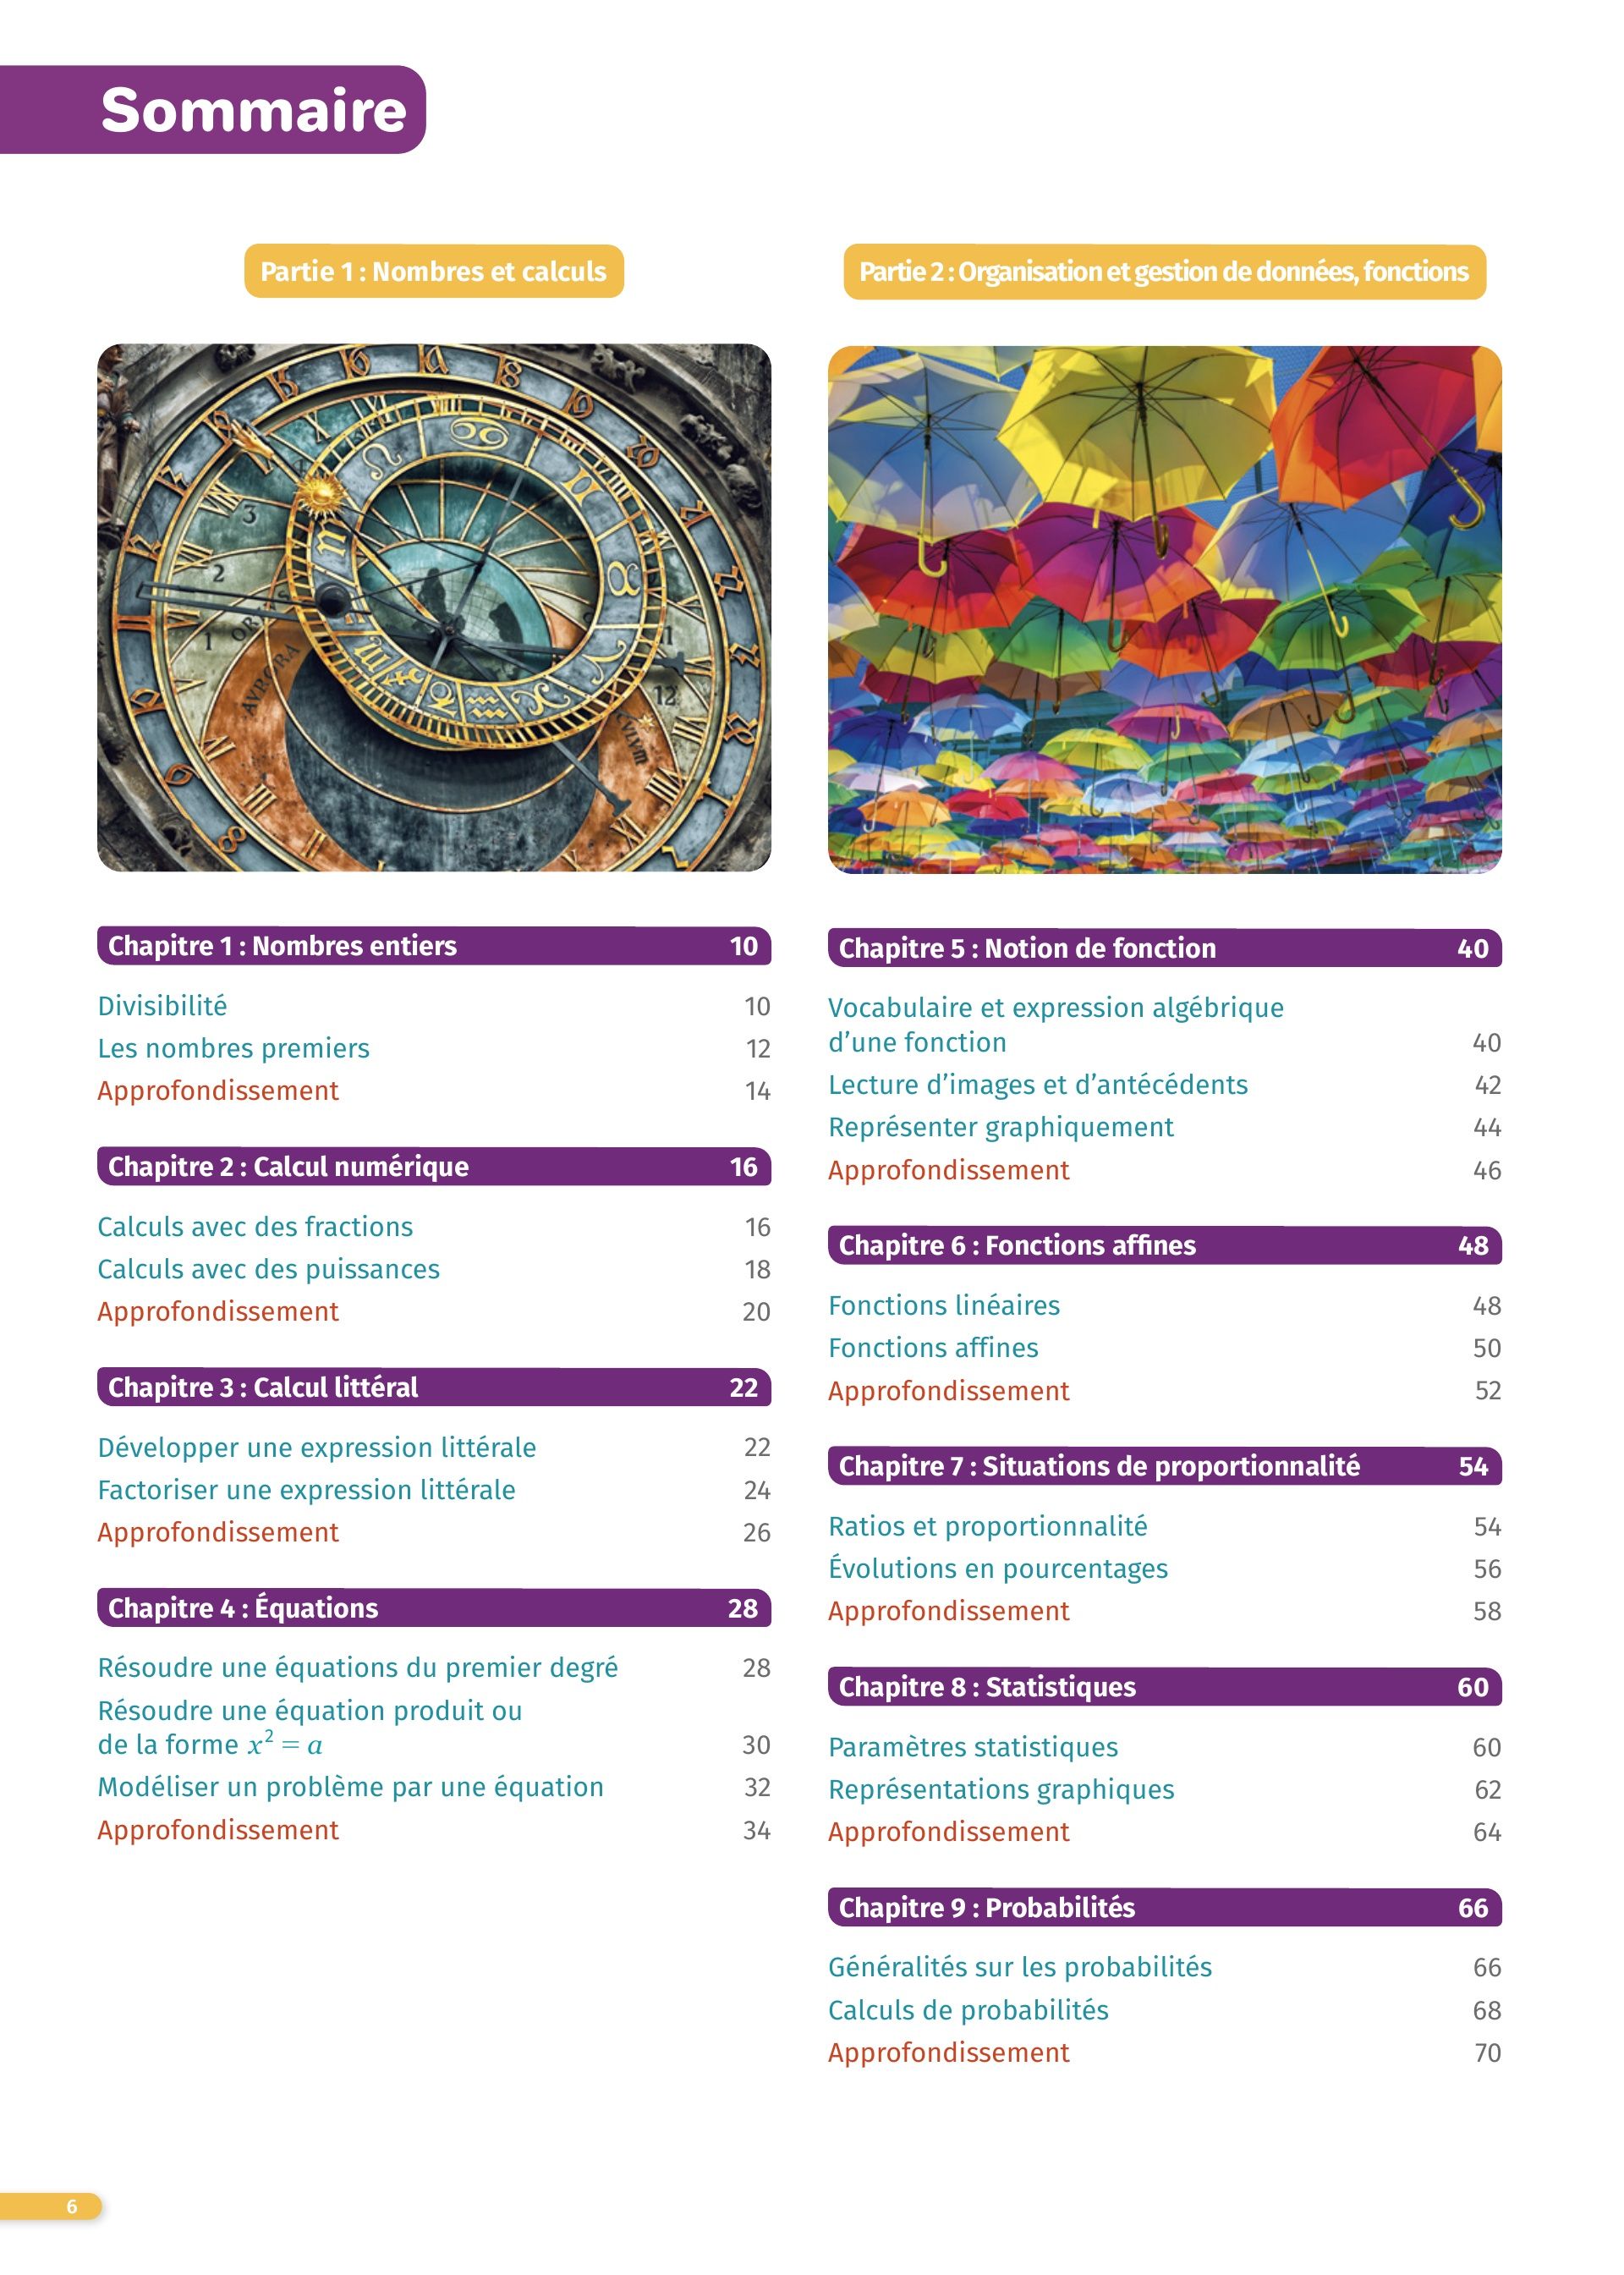 Sommaire
Partie 1 : Nombres et calculs
Chapitre 1 : Nombres entiers 10
Divisibilité 10
Les nombres premiers 12
Approfondissement 14
Chapitre 2 : Calcul numérique 16
Calculs avec des fractions 16
Calculs avec des puissances 18
Approfondissement 20
Chapitre 3 : Calcul littéral 22
Développer une expression littérale 22
Factoriser une expression littérale 24
Approfondissement 26
Chapitre 4 : Équations 28
Résoudre une équations du premier degré 28
Résoudre une équation produit ou
de la forme x² = a 30
Modéliser un problème par une équation 32
Approfondissement 34
Partie 2 : Organisation et gestion de données, fonctions
Chapitre 5 : Notion de fonction 40
Vocabulaire et expression algébrique
d’une fonction 40
Lecture d’images et d’antécédents 42
Représenter graphiquement 44
Approfondissement 46
Chapitre 6 : Fonctions affines 48
Fonctions linéaires 48
Fonctions affines 50
Approfondissement 52
Chapitre 7 : Situations de proportionnalité 54
Ratios et proportionnalité 54
Évolutions en pourcentages 56
Approfondissement 58
Chapitre 8 : Statistiques 60
Paramètres statistiques 60
Représentations graphiques 62
Approfondissement 64
Chapitre 9 : Probabilités 66
Généralités sur les probabilités 66
Calculs de probabilités 68
Approfondissement 70
6